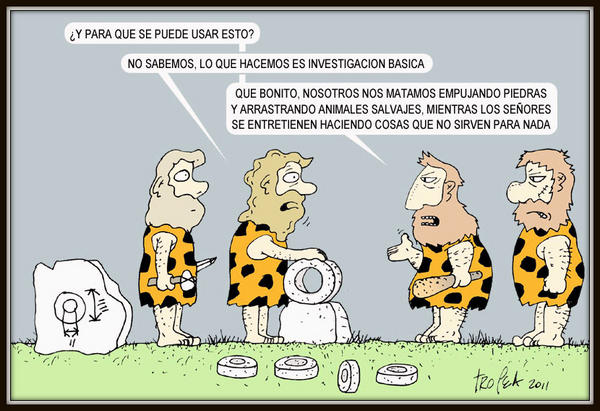 ¿Y PARA QUE SE PUEDE USAR ESTO?
NO SABEMOS, LO QUE HACEMOS ES INVESTIGACION BASICA
QUE BONITO, NOSOTROS NOS MATAMOS EMPUJANDO PIEDRAS
Y ARRASTRANDO ANIMALES SALVAJES, MIENTRAS LOS SEÑORES
SE ENTRETIENEN HACIENDO COSAS QUE NO SIRVEN PARA NADA
TROPEA 2011